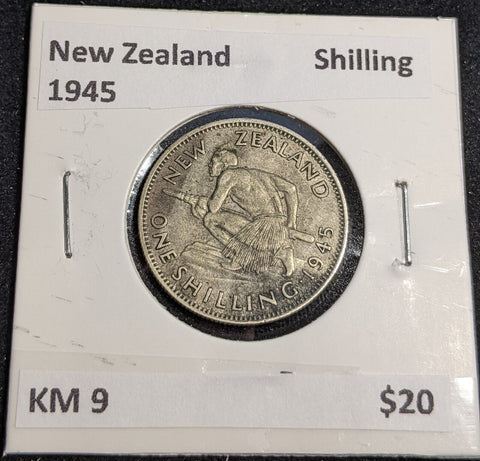 New Zealand Shilling
1945
NEW ZEALAND
ONE SHILLING 1945
KM 9 $20